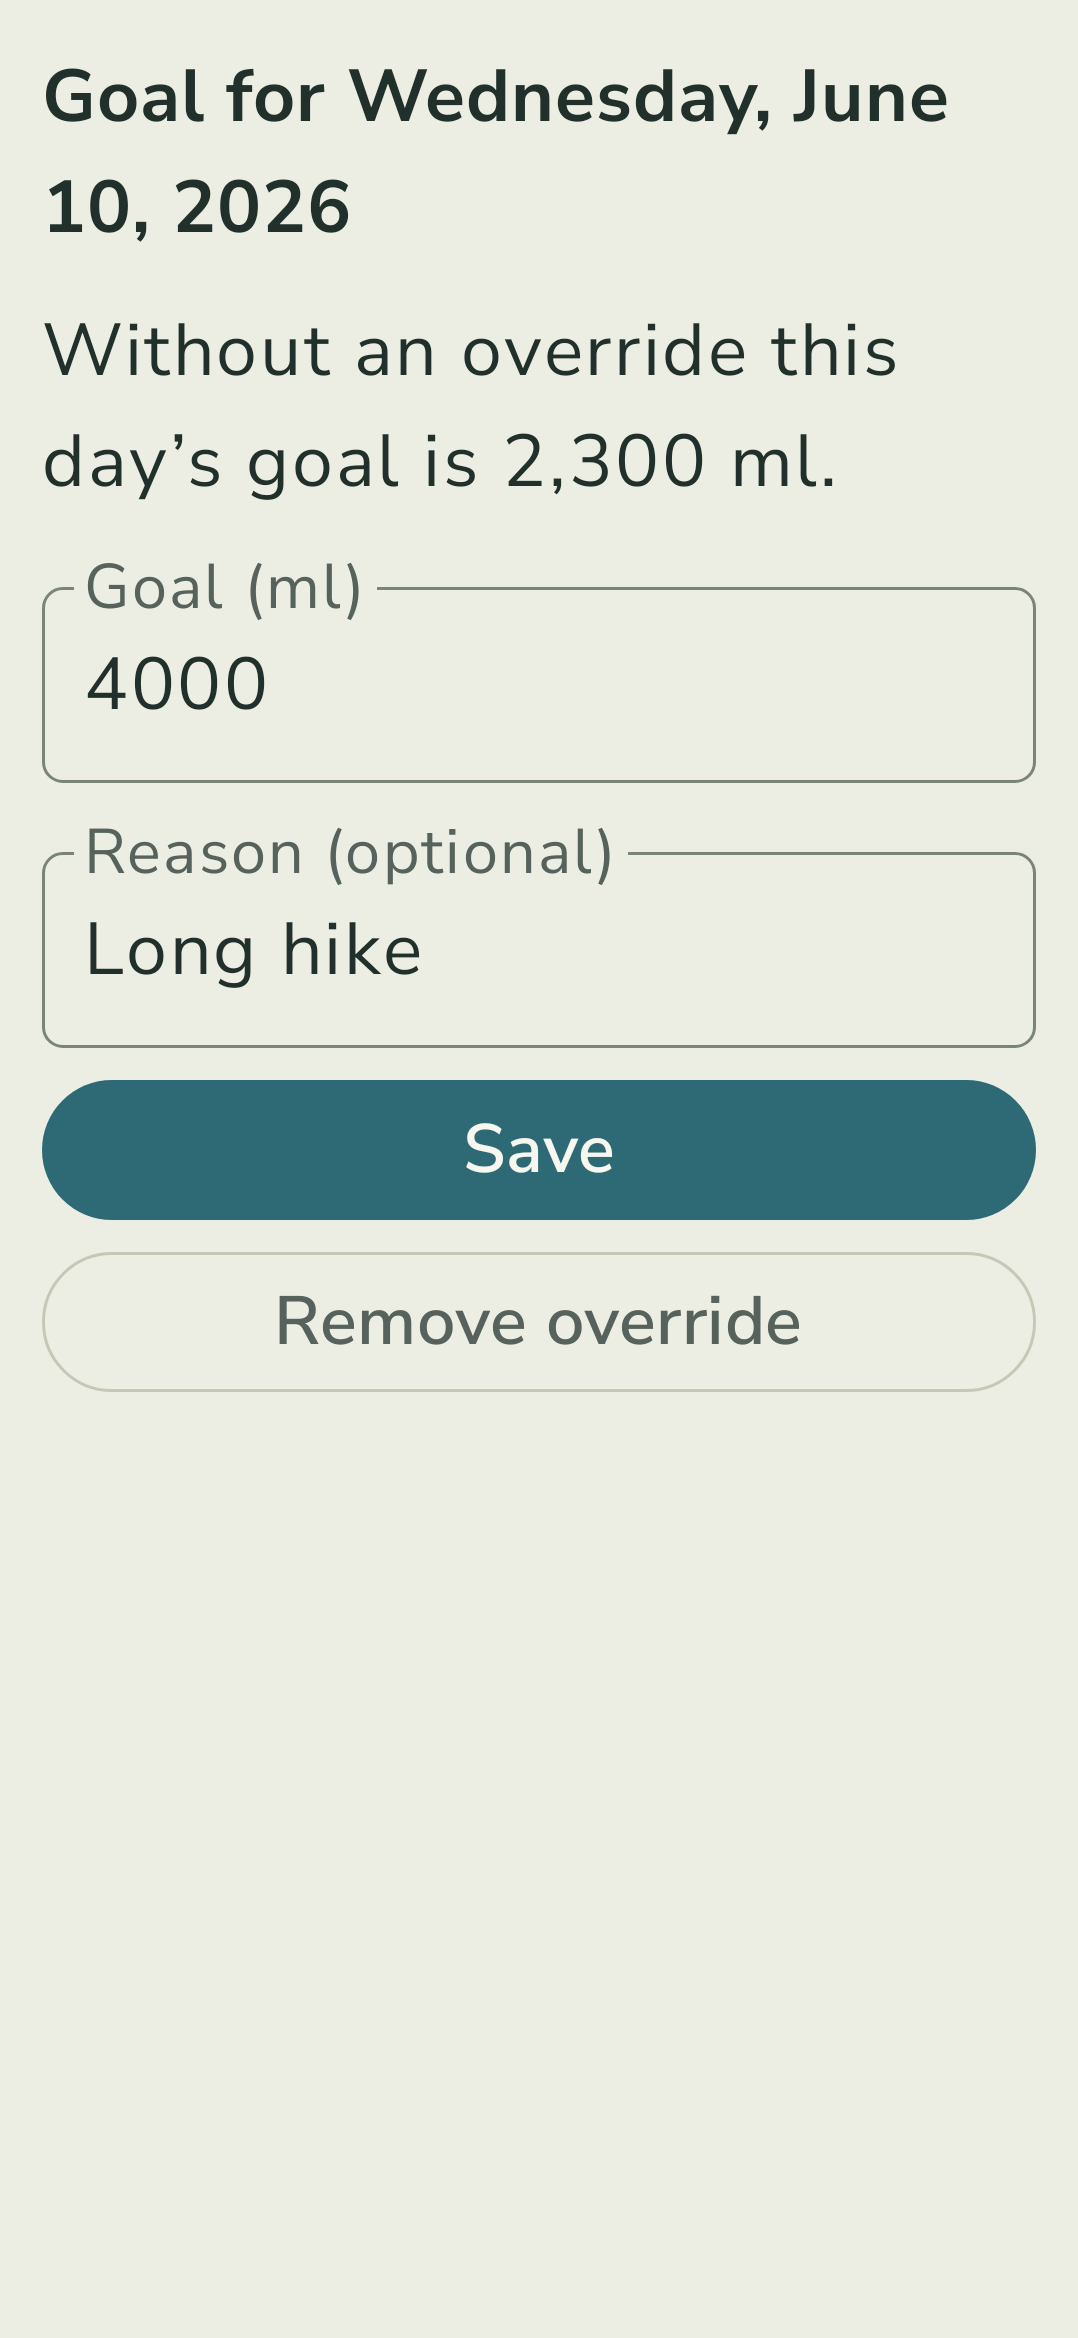 Goal for Wednesday, June
10, 2026
Without an override this
day’s goal is 2,300 ml.
Goal (ml)
4000
Reason (optional)
Long hike
Save
Remove override